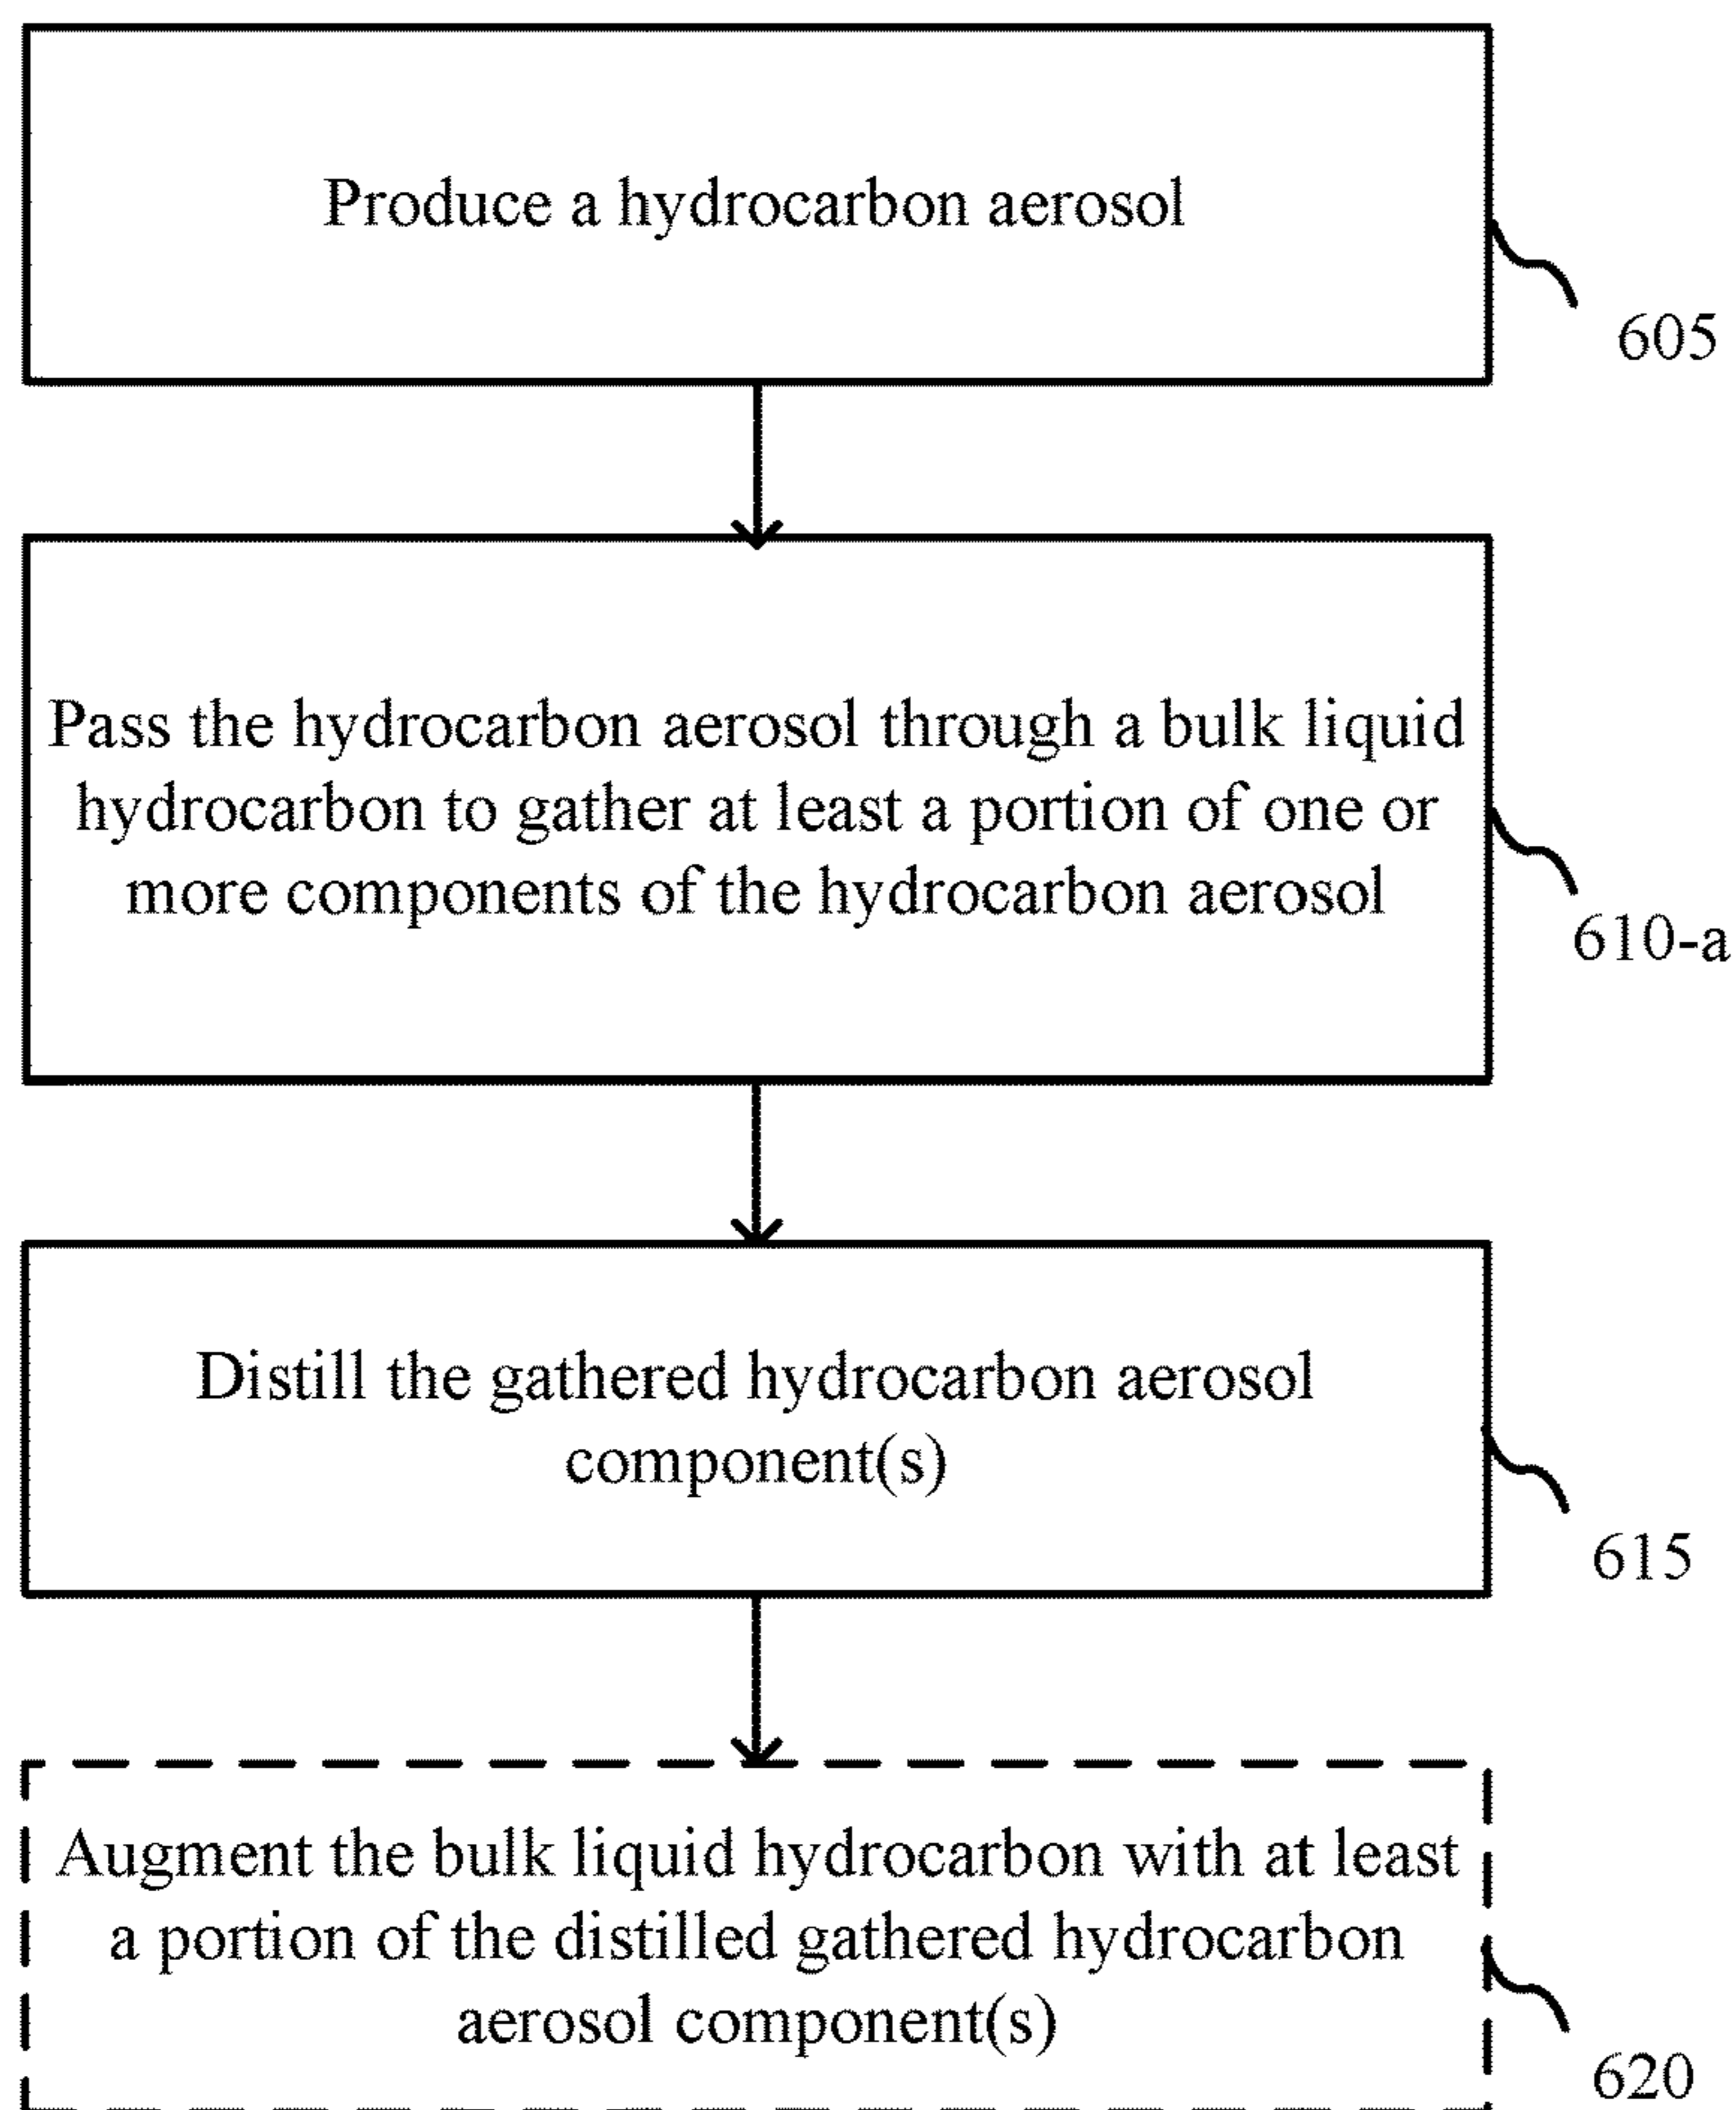 Produce a hydrocarbon aerosol
605
Pass the hydrocarbon aerosol through a bulk liquid
hydrocarbon to gather at least a portion of one or
more components of the hydrocarbon aerosol
610-a
Distill the gathered hydrocarbon aerosol
component(s)
615
Augment the bulk liquid hydrocarbon with at least
a portion of the distilled gathered hydrocarbon
aerosol component(s)
620